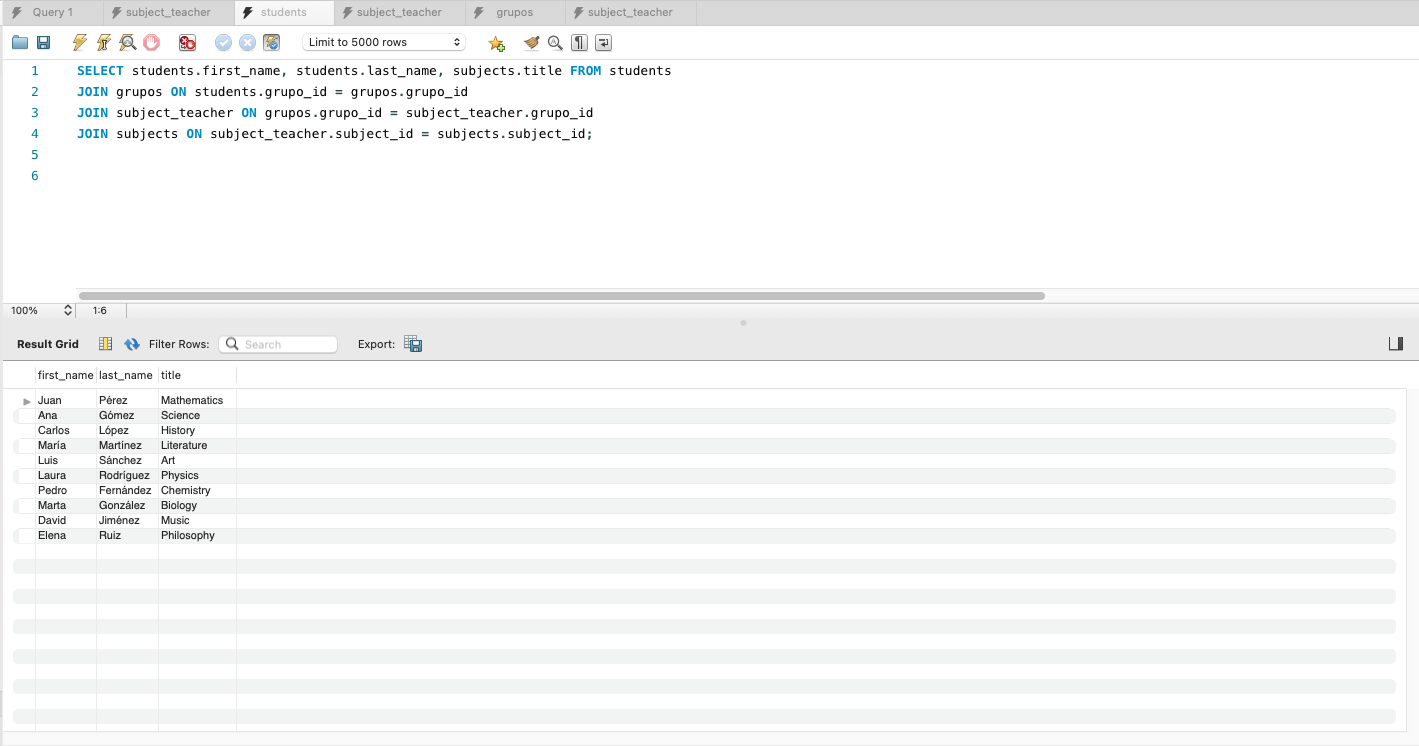 Query 1 subject_teacher students subject_teacher grupos subject_teacher
Limit to 5000 rows
1 SELECT students.first_name, students.last_name, subjects.title FROM students
2 JOIN grupos ON students.grupo_id = grupos.grupo_id
3 JOIN subject_teacher ON grupos.grupo_id = subject_teacher.grupo_id
4 JOIN subjects ON subject_teacher.subject_id = subjects.subject_id;
5
6
100% 1:6
Result Grid Filter Rows: Search Export:
first_name last_name title
Juan Pérez Mathematics
Ana Gómez Science
Carlos López History
María Martínez Literature
Luis Sánchez Art
Laura Rodríguez Physics
Pedro Fernández Chemistry
Marta González Biology
David Jiménez Music
Elena Ruiz Philosophy